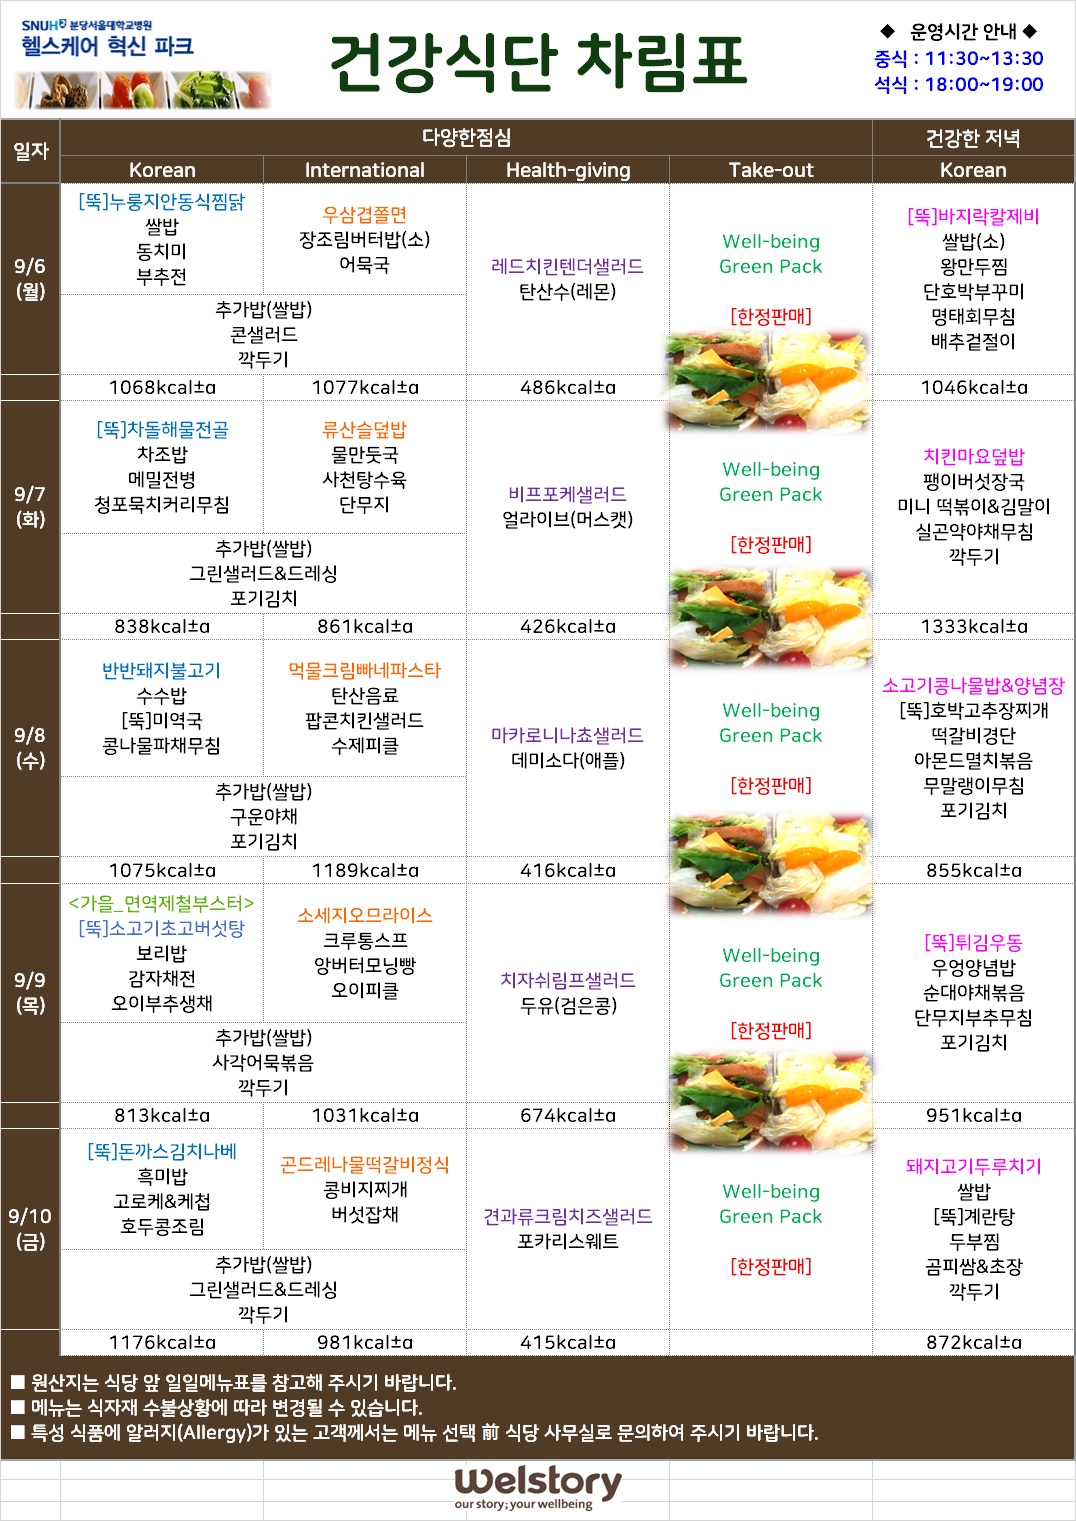 SNUH 분당서울대학교병원
헬스케어 혁신 파크
건강식단 차림표
◆ 운영시간 안내 ◆
중식 : 11:30~13:30
석식 : 18:00~19:00
일자
다양한점심
건강한 저녁
Korean
International
Health-giving
Take-out
Korean
9/6
(월)
[뚝]누룽지안동식찜닭
쌀밥
동치미
부추전
우삼겹쫄면
장조림버터밥(소)
어묵국
추가밥(쌀밥)
콘샐러드
깍두기
레드치킨텐더샐러드
탄산수(레몬)
Well-being
Green Pack
[한정판매]
[뚝]바지락칼제비
쌀밥(소)
왕만두찜
단호박부꾸미
명태회무침
배추겉절이
1068kcal±α
1077kcal±α
486kcal±α
1046kcal±α
9/7
(화)
[뚝]차돌해물전골
차조밥
메밀전병
청포묵치커리무침
류산슬덮밥
물만둣국
사천탕수육
단무지
추가밥(쌀밥)
그린샐러드&드레싱
포기김치
비프포케샐러드
얼라이브(머스캣)
Well-being
Green Pack
[한정판매]
치킨마요덮밥
팽이버섯장국
미니 떡볶이&김말이
실곤약야채무침
깍두기
838kcal±α
861kcal±α
426kcal±α
1333kcal±α
9/8
(수)
반반돼지불고기
수수밥
[뚝]미역국
콩나물파채무침
먹물크림빠네파스타
탄산음료
팝콘치킨샐러드
수제피클
추가밥(쌀밥)
구운야채
포기김치
마카로니나쵸샐러드
데미소다(애플)
Well-being
Green Pack
[한정판매]
소고기콩나물밥&양념장
[뚝]호박고추장찌개
떡갈비경단
아몬드멸치볶음
무말랭이무침
포기김치
1075kcal±α
1189kcal±α
416kcal±α
855kcal±α
9/9
(목)
<가을_면역제철부스터>
[뚝]소고기초고버섯탕
보리밥
감자채전
오이부추생채
소세지오므라이스
크루통스프
앙버터모닝빵
오이피클
추가밥(쌀밥)
사각어묵볶음
깍두기
치자쉬림프샐러드
두유(검은콩)
Well-being
Green Pack
[한정판매]
[뚝]튀김우동
우엉양념밥
순대야채볶음
단무지부추무침
포기김치
813kcal±α
1031kcal±α
674kcal±α
951kcal±α
9/10
(금)
[뚝]돈까스김치나베
흑미밥
고로케&케첩
호두콩조림
곤드레나물떡갈비정식
콩비지찌개
버섯잡채
추가밥(쌀밥)
그린샐러드&드레싱
깍두기
견과류크림치즈샐러드
포카리스웨트
Well-being
Green Pack
[한정판매]
돼지고기두루치기
쌀밥
[뚝]계란탕
두부찜
곰피쌈&초장
깍두기
1176kcal±α
981kcal±α
415kcal±α
872kcal±α
■ 원산지는 식당 앞 일일메뉴표를 참고해 주시기 바랍니다.
■ 메뉴는 식자재 수불상황에 따라 변경될 수 있습니다.
■ 특성 식품에 알러지(Allergy)가 있는 고객께서는 메뉴 선택 前 식당 사무실로 문의하여 주시기 바랍니다.
welstory
our story; your wellbeing